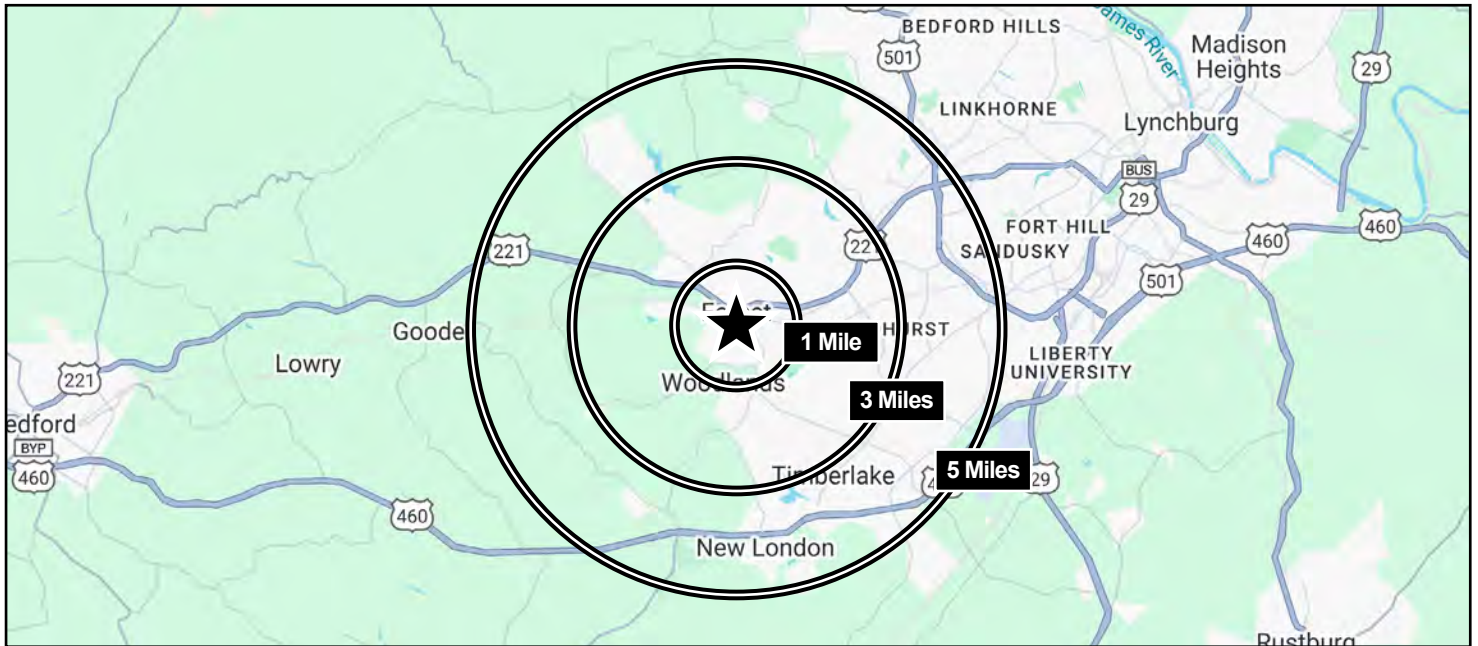 BEDFORD HILLS
James River
501
Madison
Heights
29
LINKHORNE
Lynchburg
BUS
29
FORT HILL
SANDUSKY
460
460
221
221
501
Goode
1 Mile
HURST
LIBERTY
UNIVERSITY
Lowry
221
Woodlands
3 Miles
edford
BYP
460
Timberlake
5 Miles
29
460
New London
Rustburg